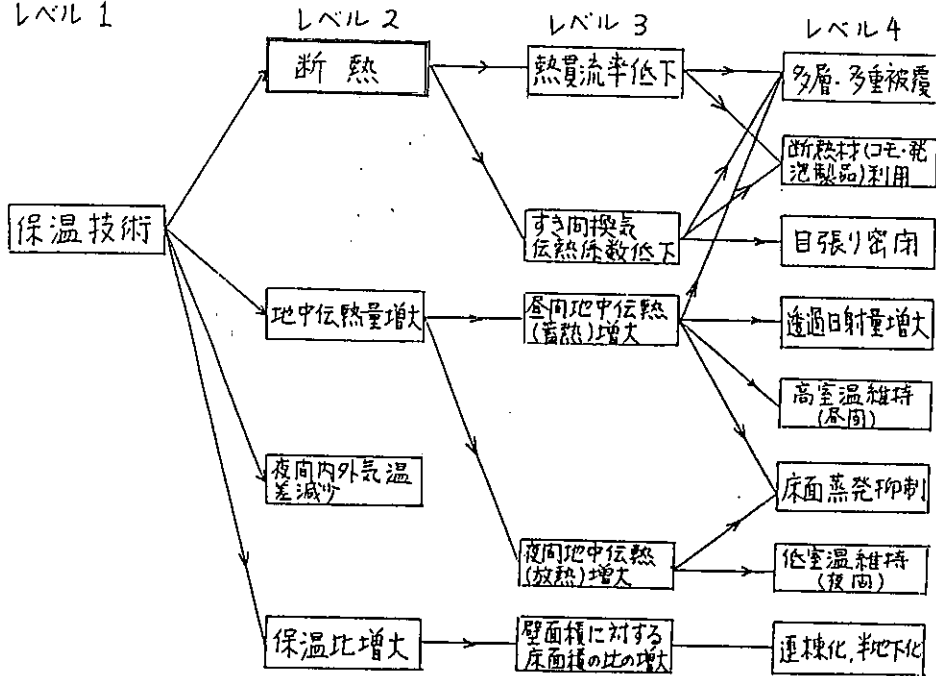 レベル 1
レベル 2
レベル 3
レベル 4
保温技術
断熱
地中伝熱量増大
夜間内外気温
差減少
保温比増大
熱貫流率低下
すき間換気
伝熱係数低下
昼間地中伝熱
(蓄熱)増大
夜間地中伝熱
(放熱)増大
壁面積に対する
床面積の比の増大
多層・多重被覆
断熱材(コモ・発
泡製品)利用
目張り密閉
透過日射量増大
高室温維持
(昼間)
床面蒸発抑制
低室温維持
(夜間)
連棟化,半地下化